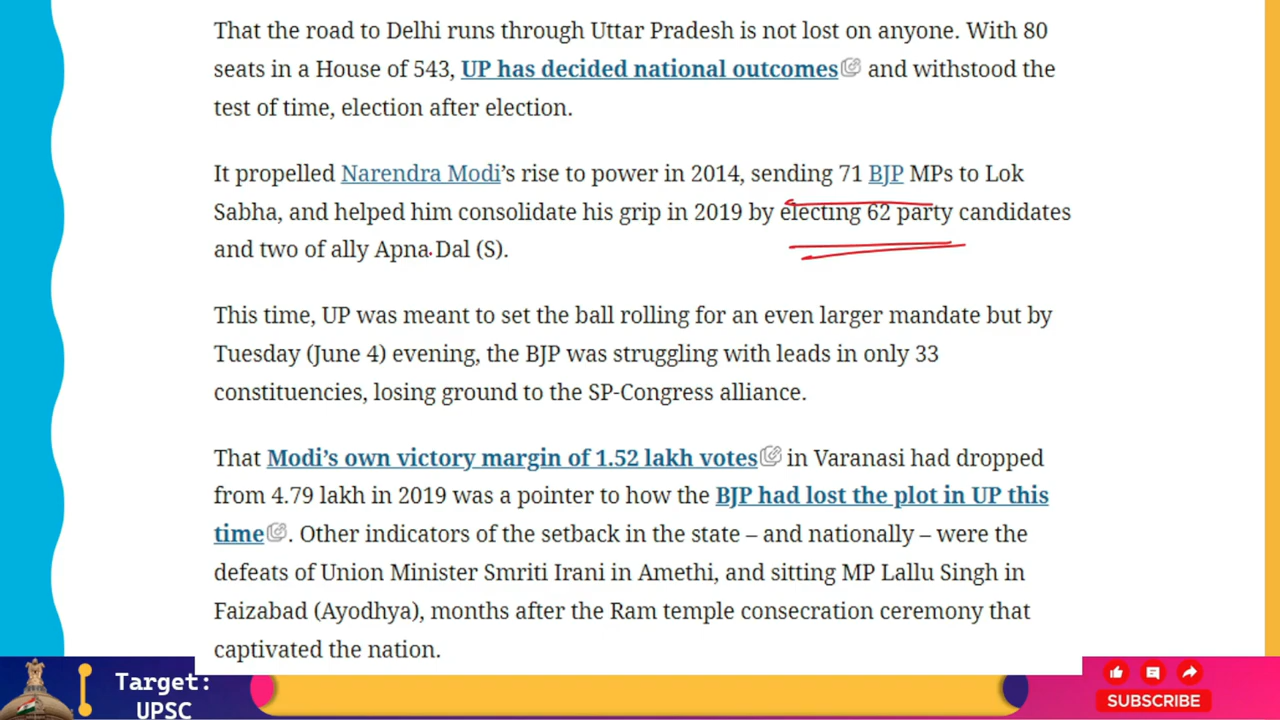 That the road to Delhi runs through Uttar Pradesh is not lost on anyone. With 80
seats in a House of 543, UP has decided national outcomes and withstood the
test of time, election after election.
It propelled Narendra Modi's rise to power in 2014, sending 71 BJP MPs to Lok
Sabha, and helped him consolidate his grip in 2019 by electing 62 party candidates
and two of ally Apna Dal (S).
This time, UP was meant to set the ball rolling for an even larger mandate but by
Tuesday (June 4) evening, the BJP was struggling with leads in only 33
constituencies, losing ground to the SP-Congress alliance.
That Modi's own victory margin of 1.52 lakh votes in Varanasi had dropped
from 4.79 lakh in 2019 was a pointer to how the BJP had lost the plot in UP this
time. Other indicators of the setback in the state – and nationally – were the
defeats of Union Minister Smriti Irani in Amethi, and sitting MP Lallu Singh in
Faizabad (Ayodhya), months after the Ram temple consecration ceremony that
captivated the nation.
Target:
UPSC
SUBSCRIBE